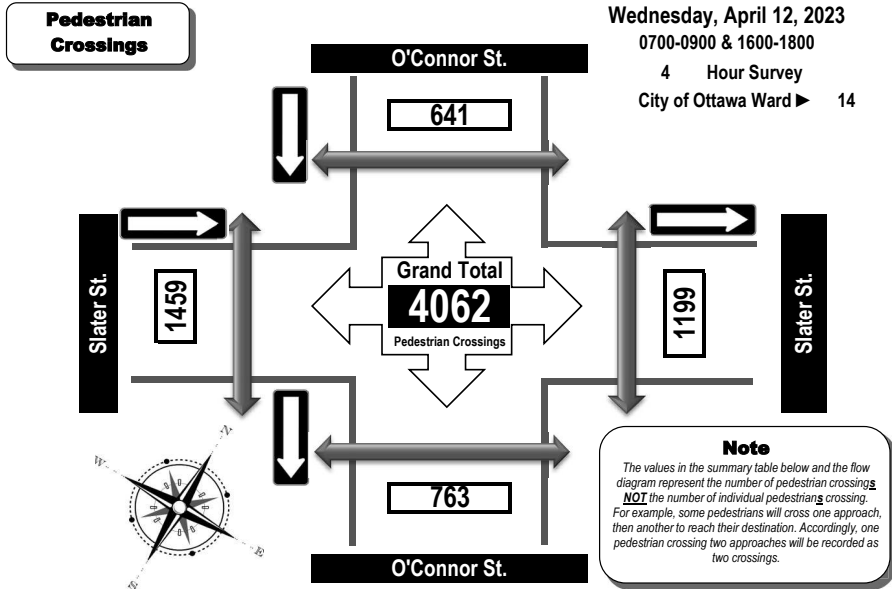 Pedestrian
Crossings
Wednesday, April 12, 2023
0700-0900 & 1600-1800
4 Hour Survey
City of Ottawa Ward ► 14
O'Connor St.
641
Slater St.
1459
Grand Total
4062
Pedestrian Crossings
1199
Slater St.
763
O'Connor St.
N
W
E
S
Note
The values in the summary table below and the flow
diagram represent the number of pedestrian crossings
NOT the number of individual pedestrians crossing.
For example, some pedestrians will cross one approach,
then another to reach their destination. Accordingly, one
pedestrian crossing two approaches will be recorded as
two crossings.